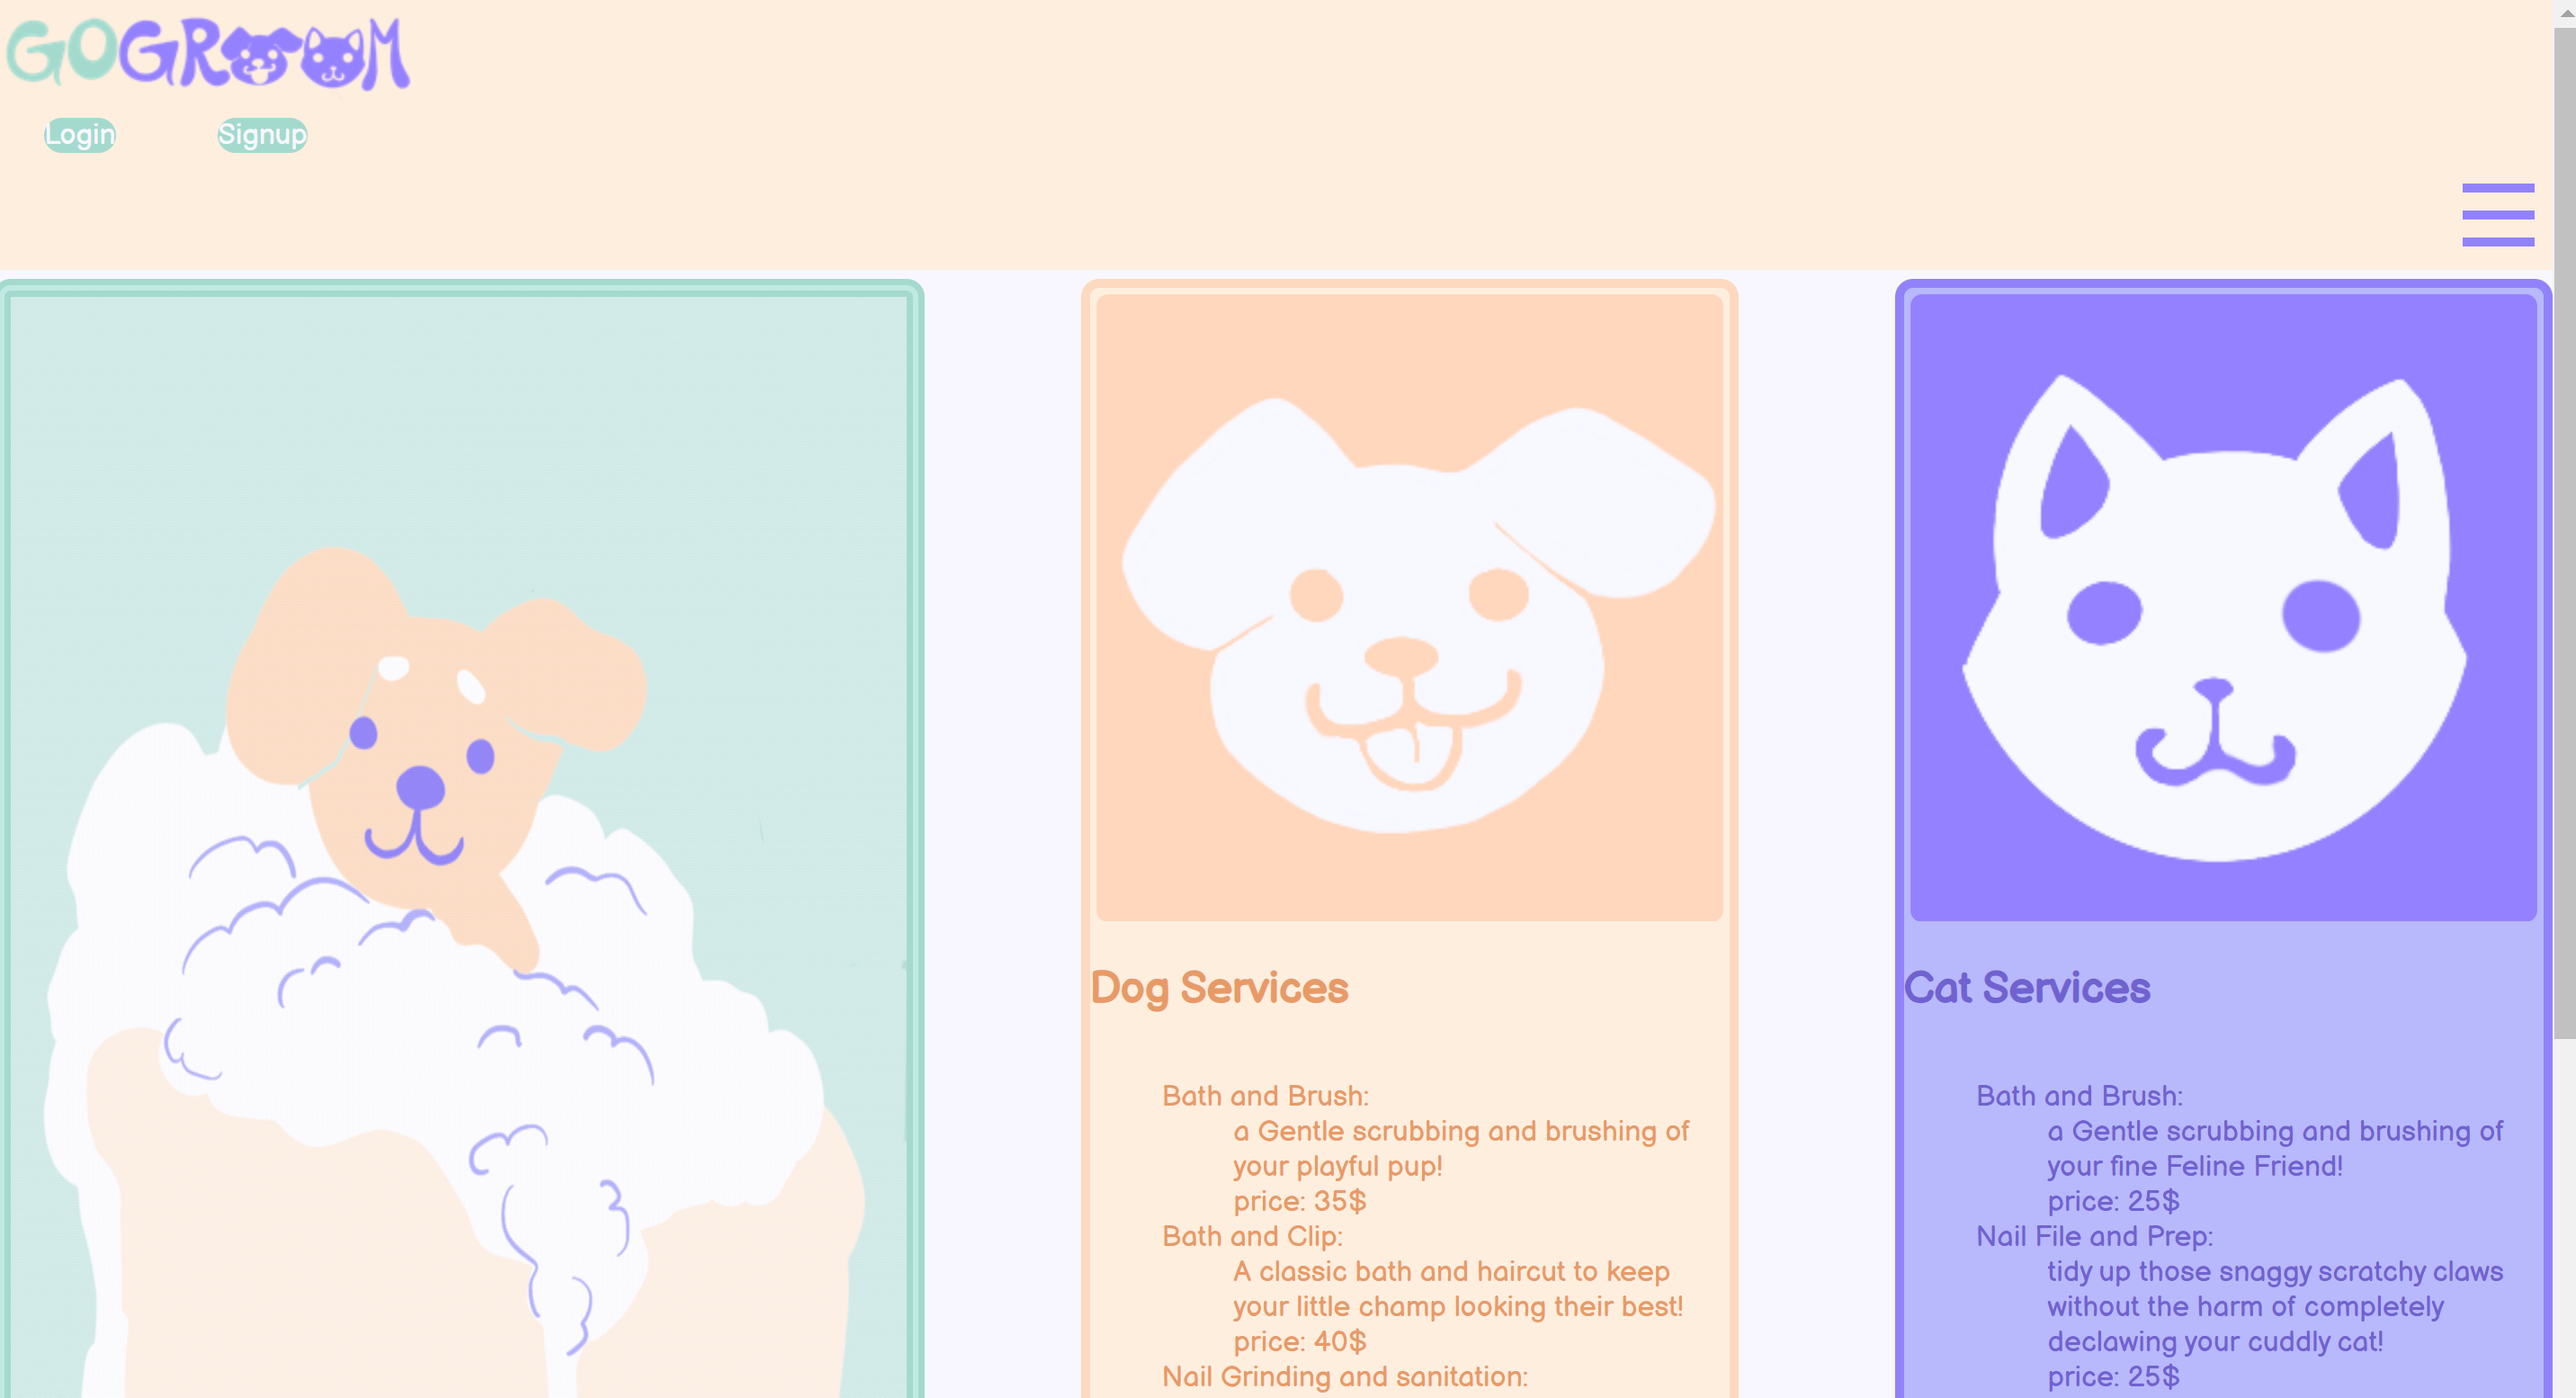 GOGROOM
Login
Signup
Dog Services
Bath and Brush:
a Gentle scrubbing and brushing of
your playful pup!
price: 35$
Bath and Clip:
A classic bath and haircut to keep
your little champ looking their best!
price: 40$
Nail Grinding and sanitation:
Cat Services
Bath and Brush:
a Gentle scrubbing and brushing of
your fine Feline Friend!
price: 25$
Nail File and Prep:
tidy up those snaggy scratchy claws
without the harm of completely
declawing your cuddly cat!
price: 25$